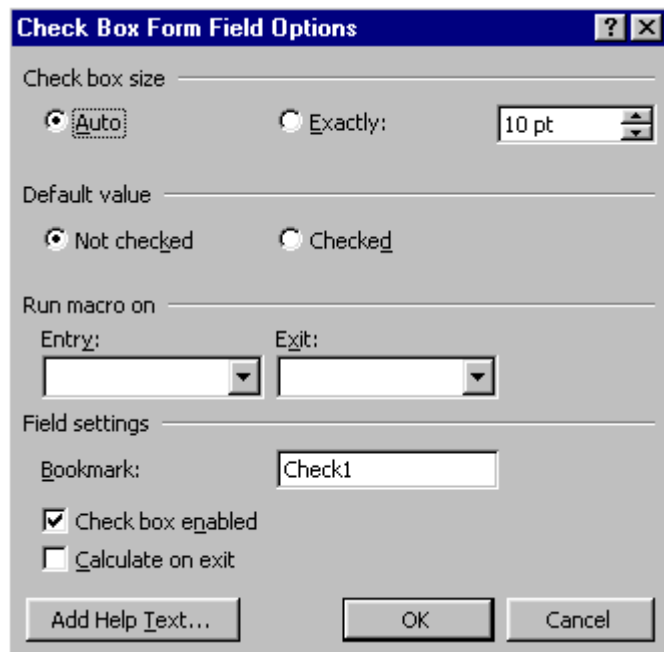 Check Box Form Field Options
Check box size
Auto Exactly: 10 pt
Default value
Not checked Checked
Run macro on
Entry: Exit:
Field settings
Bookmark: Check1
Check box enabled
Calculate on exit
Add Help Text... OK Cancel